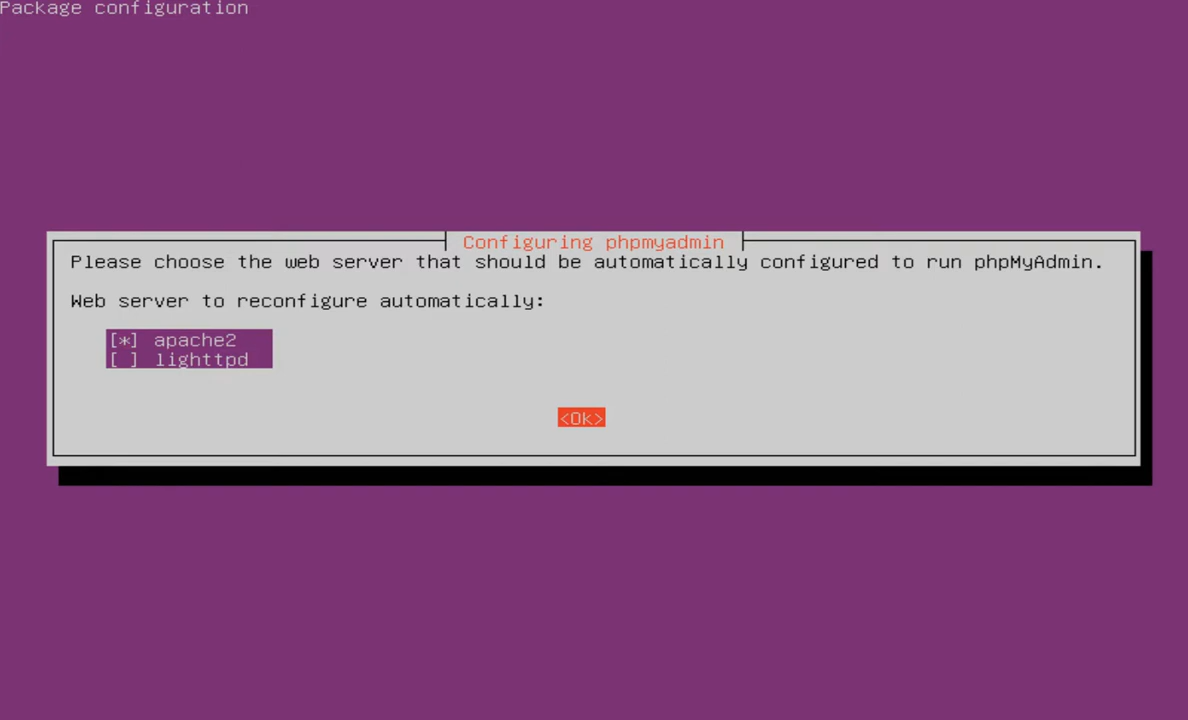 Package configuration
Configuring phpmyadmin
Please choose the web server that should be automatically configured to run phpMyAdmin.
Web server to reconfigure automatically:
[*] apache2
[ ] lighttpd
<Ok>